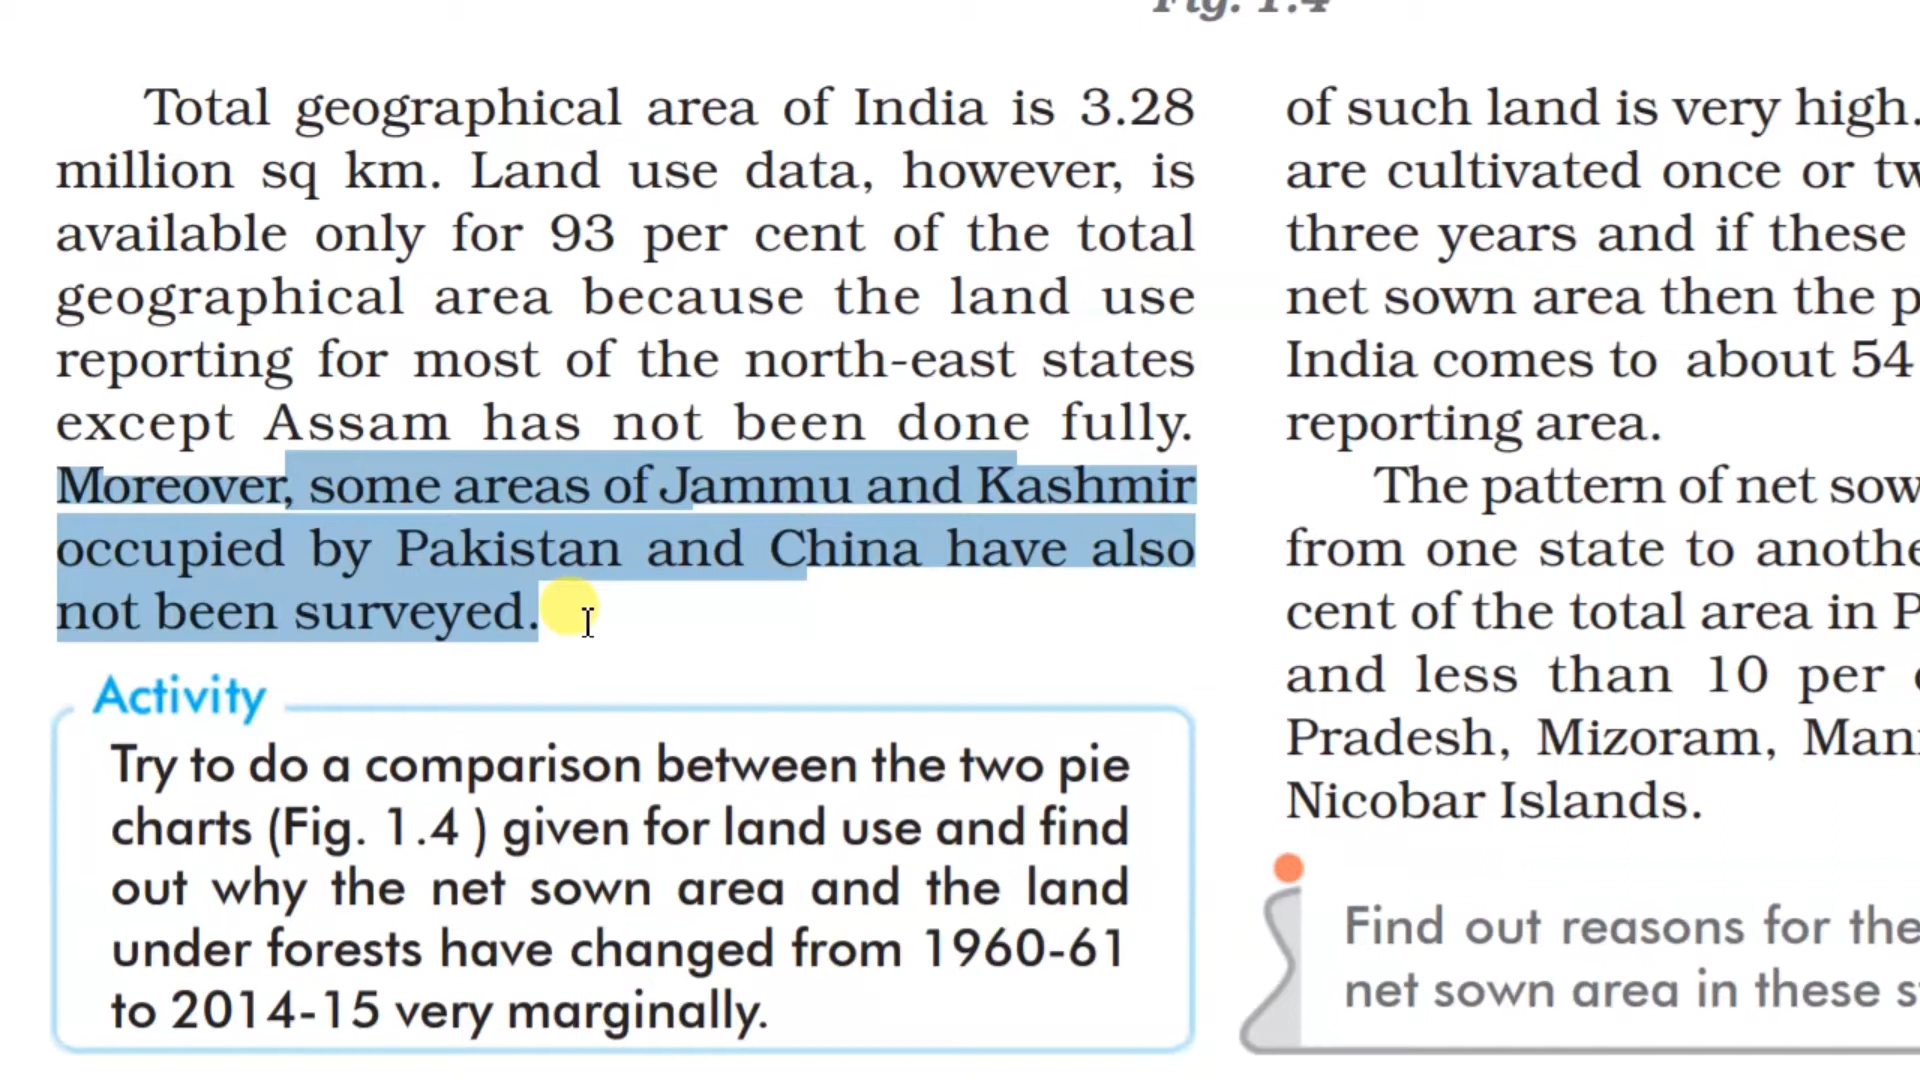 Fig. 1.4
Total geographical area of India is 3.28
million sq km. Land use data, however, is
available only for 93 per cent of the total
geographical area because the land use
reporting for most of the north-east states
except Assam has not been done fully.
Moreover, some areas of Jammu and Kashmir
occupied by Pakistan and China have also
not been surveyed.
Activity
Try to do a comparison between the two pie
charts (Fig. 1.4 ) given for land use and find
out why the net sown area and the land
under forests have changed from 1960-61
to 2014-15 very marginally.
of such land is very high.
are cultivated once or
three years and if these
net sown area then the
India comes to about 54
reporting area.
The pattern of net
from one state to
cent of the total area in
and less than 10 per
Pradesh, Mizoram,
Nicobar Islands.
Find out reasons for the
net sown area in these